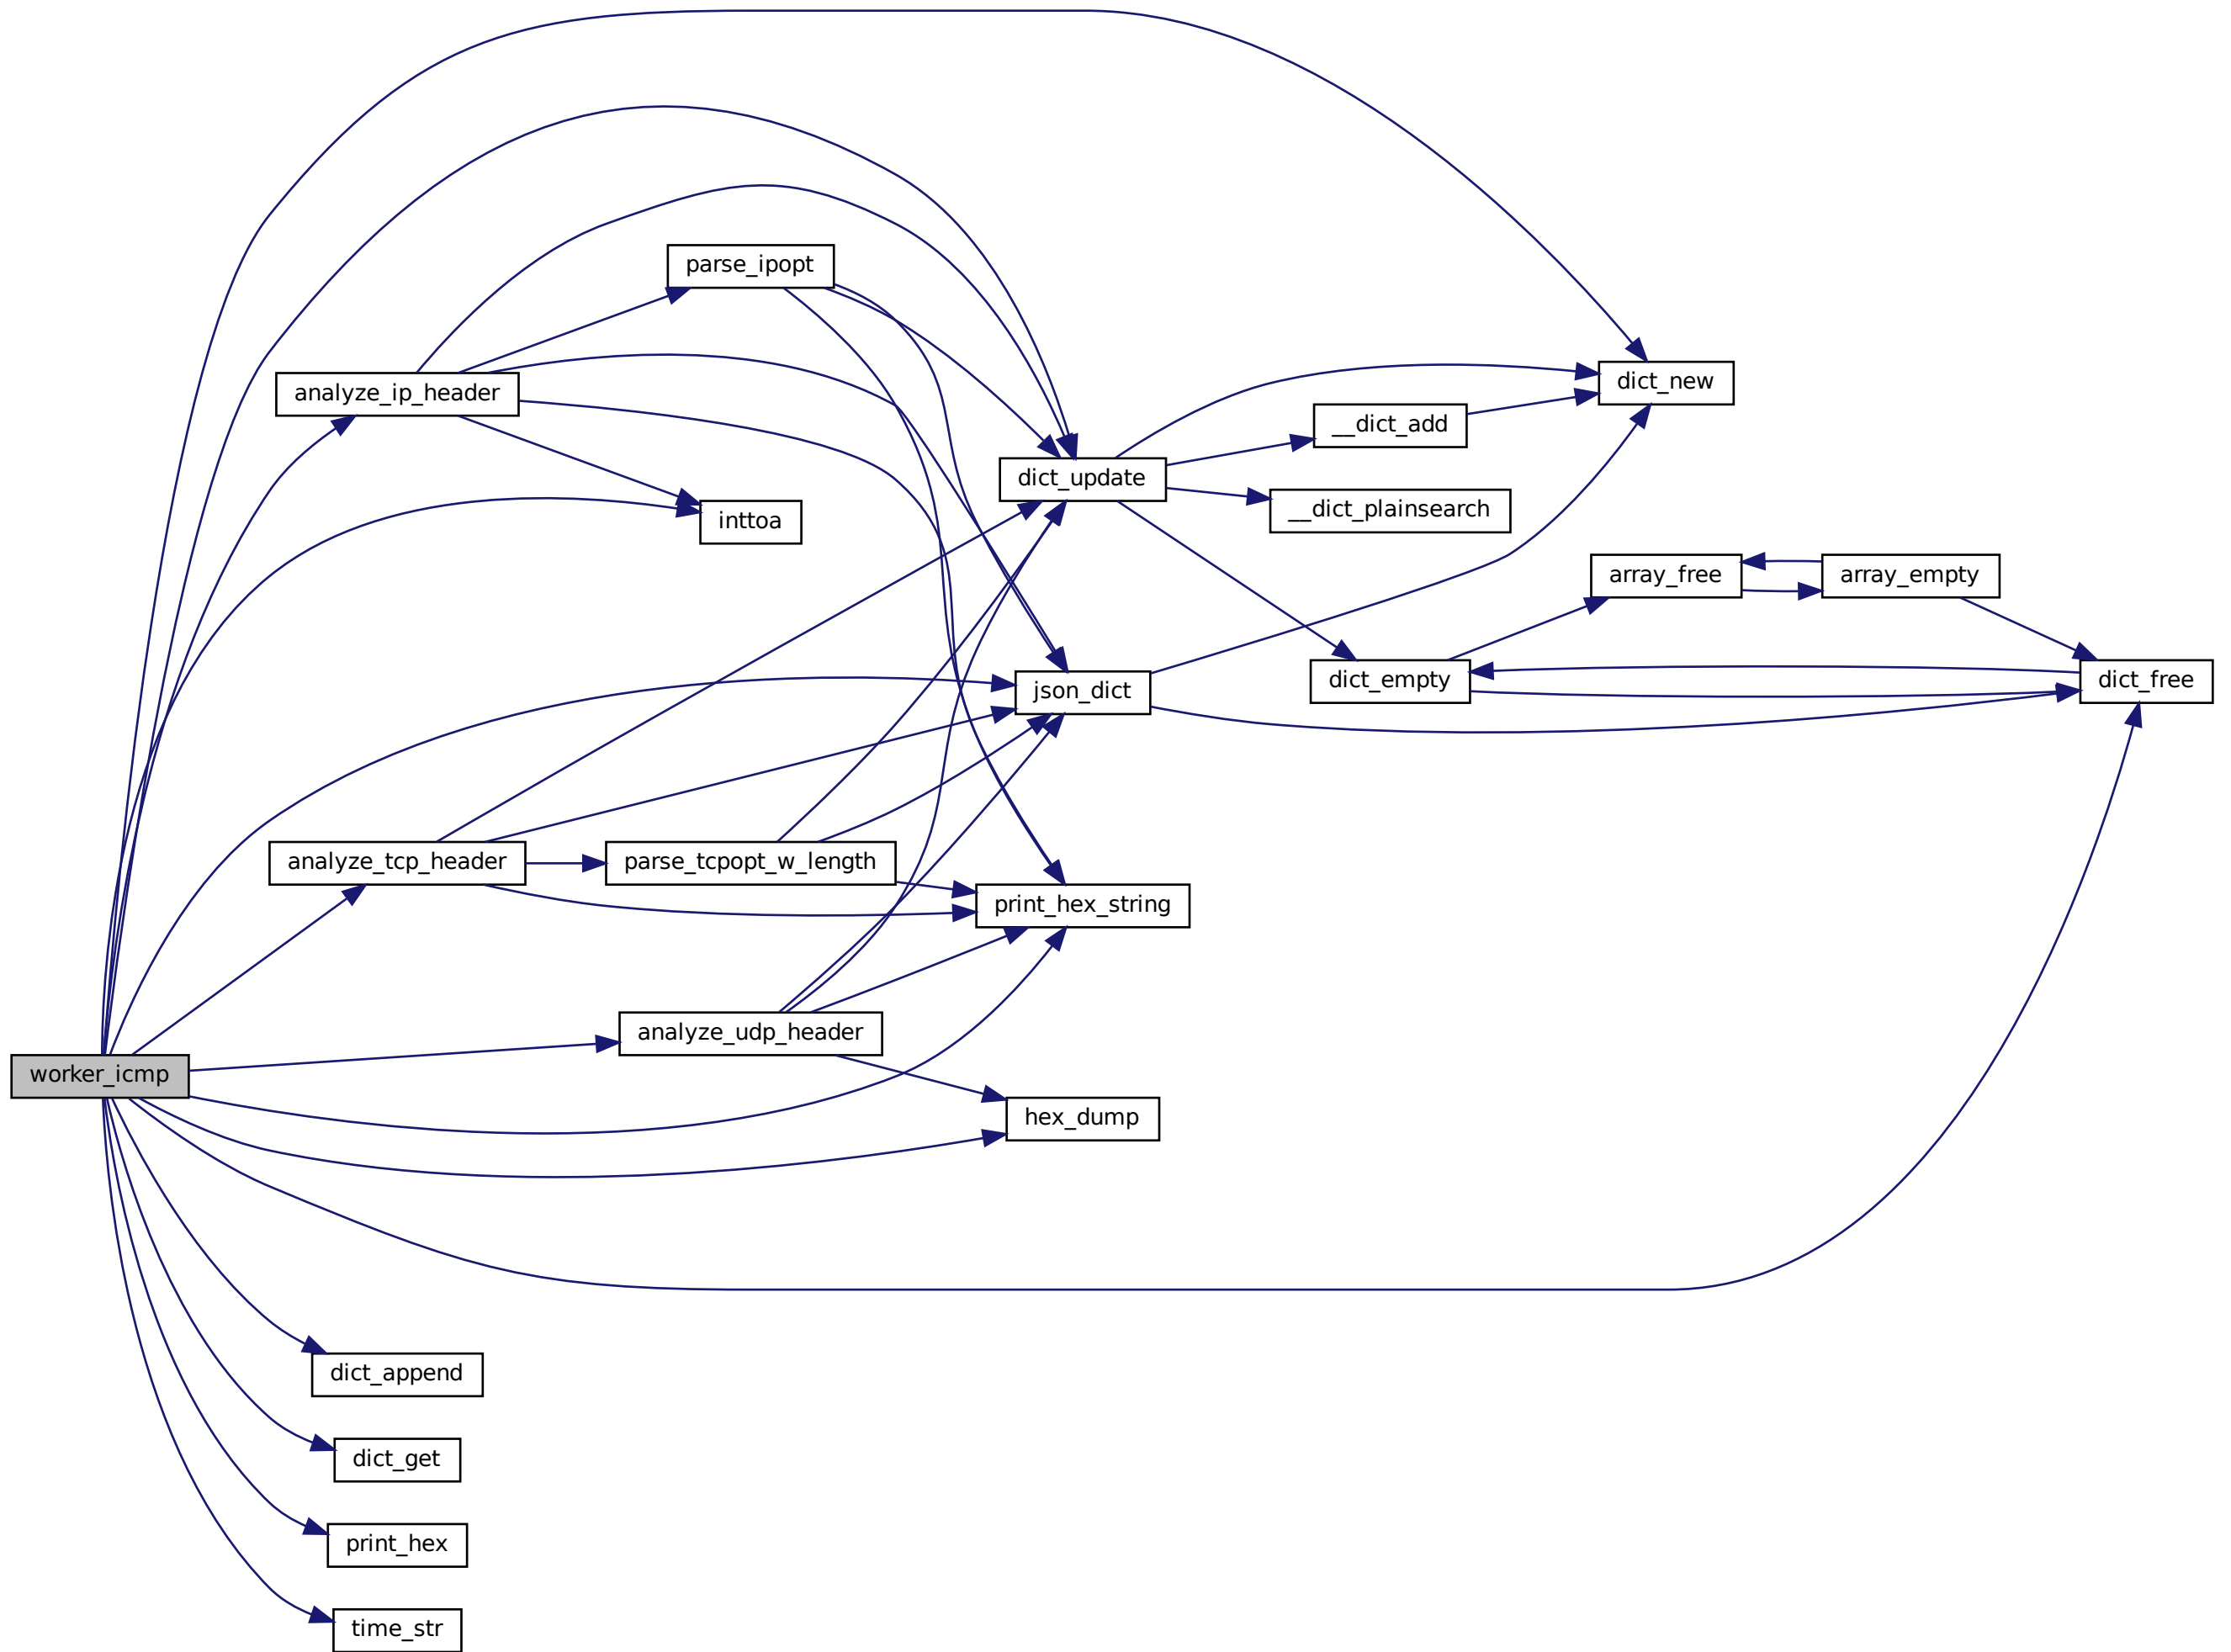 parse_ipopt
dict_new
analyze_ip_header
__dict_add
dict_update
__dict_plainsearch
inttoa
array_free
array_empty
dict_empty
dict_free
json_dict
analyze_tcp_header
parse_tcpopt_w_length
print_hex_string
analyze_udp_header
worker_icmp
hex_dump
dict_append
dict_get
print_hex
time_str